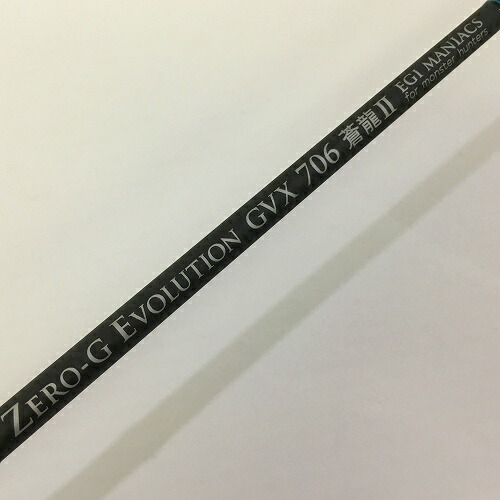 ZERO-G EVOLUTION GVX 706 蒼龍II EGI MANIACS
for monster hunters